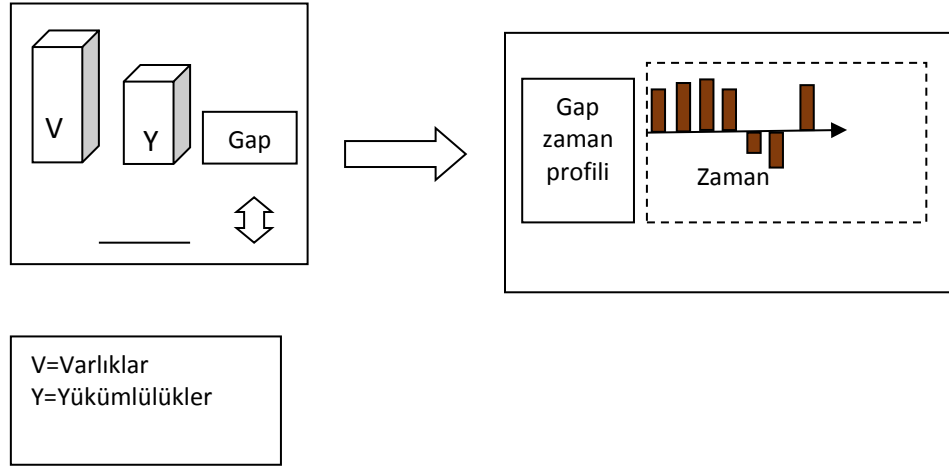 V
Y
Gap
Gap
zaman
profili
Zaman
V=Varlıklar
Y=Yükümlülükler